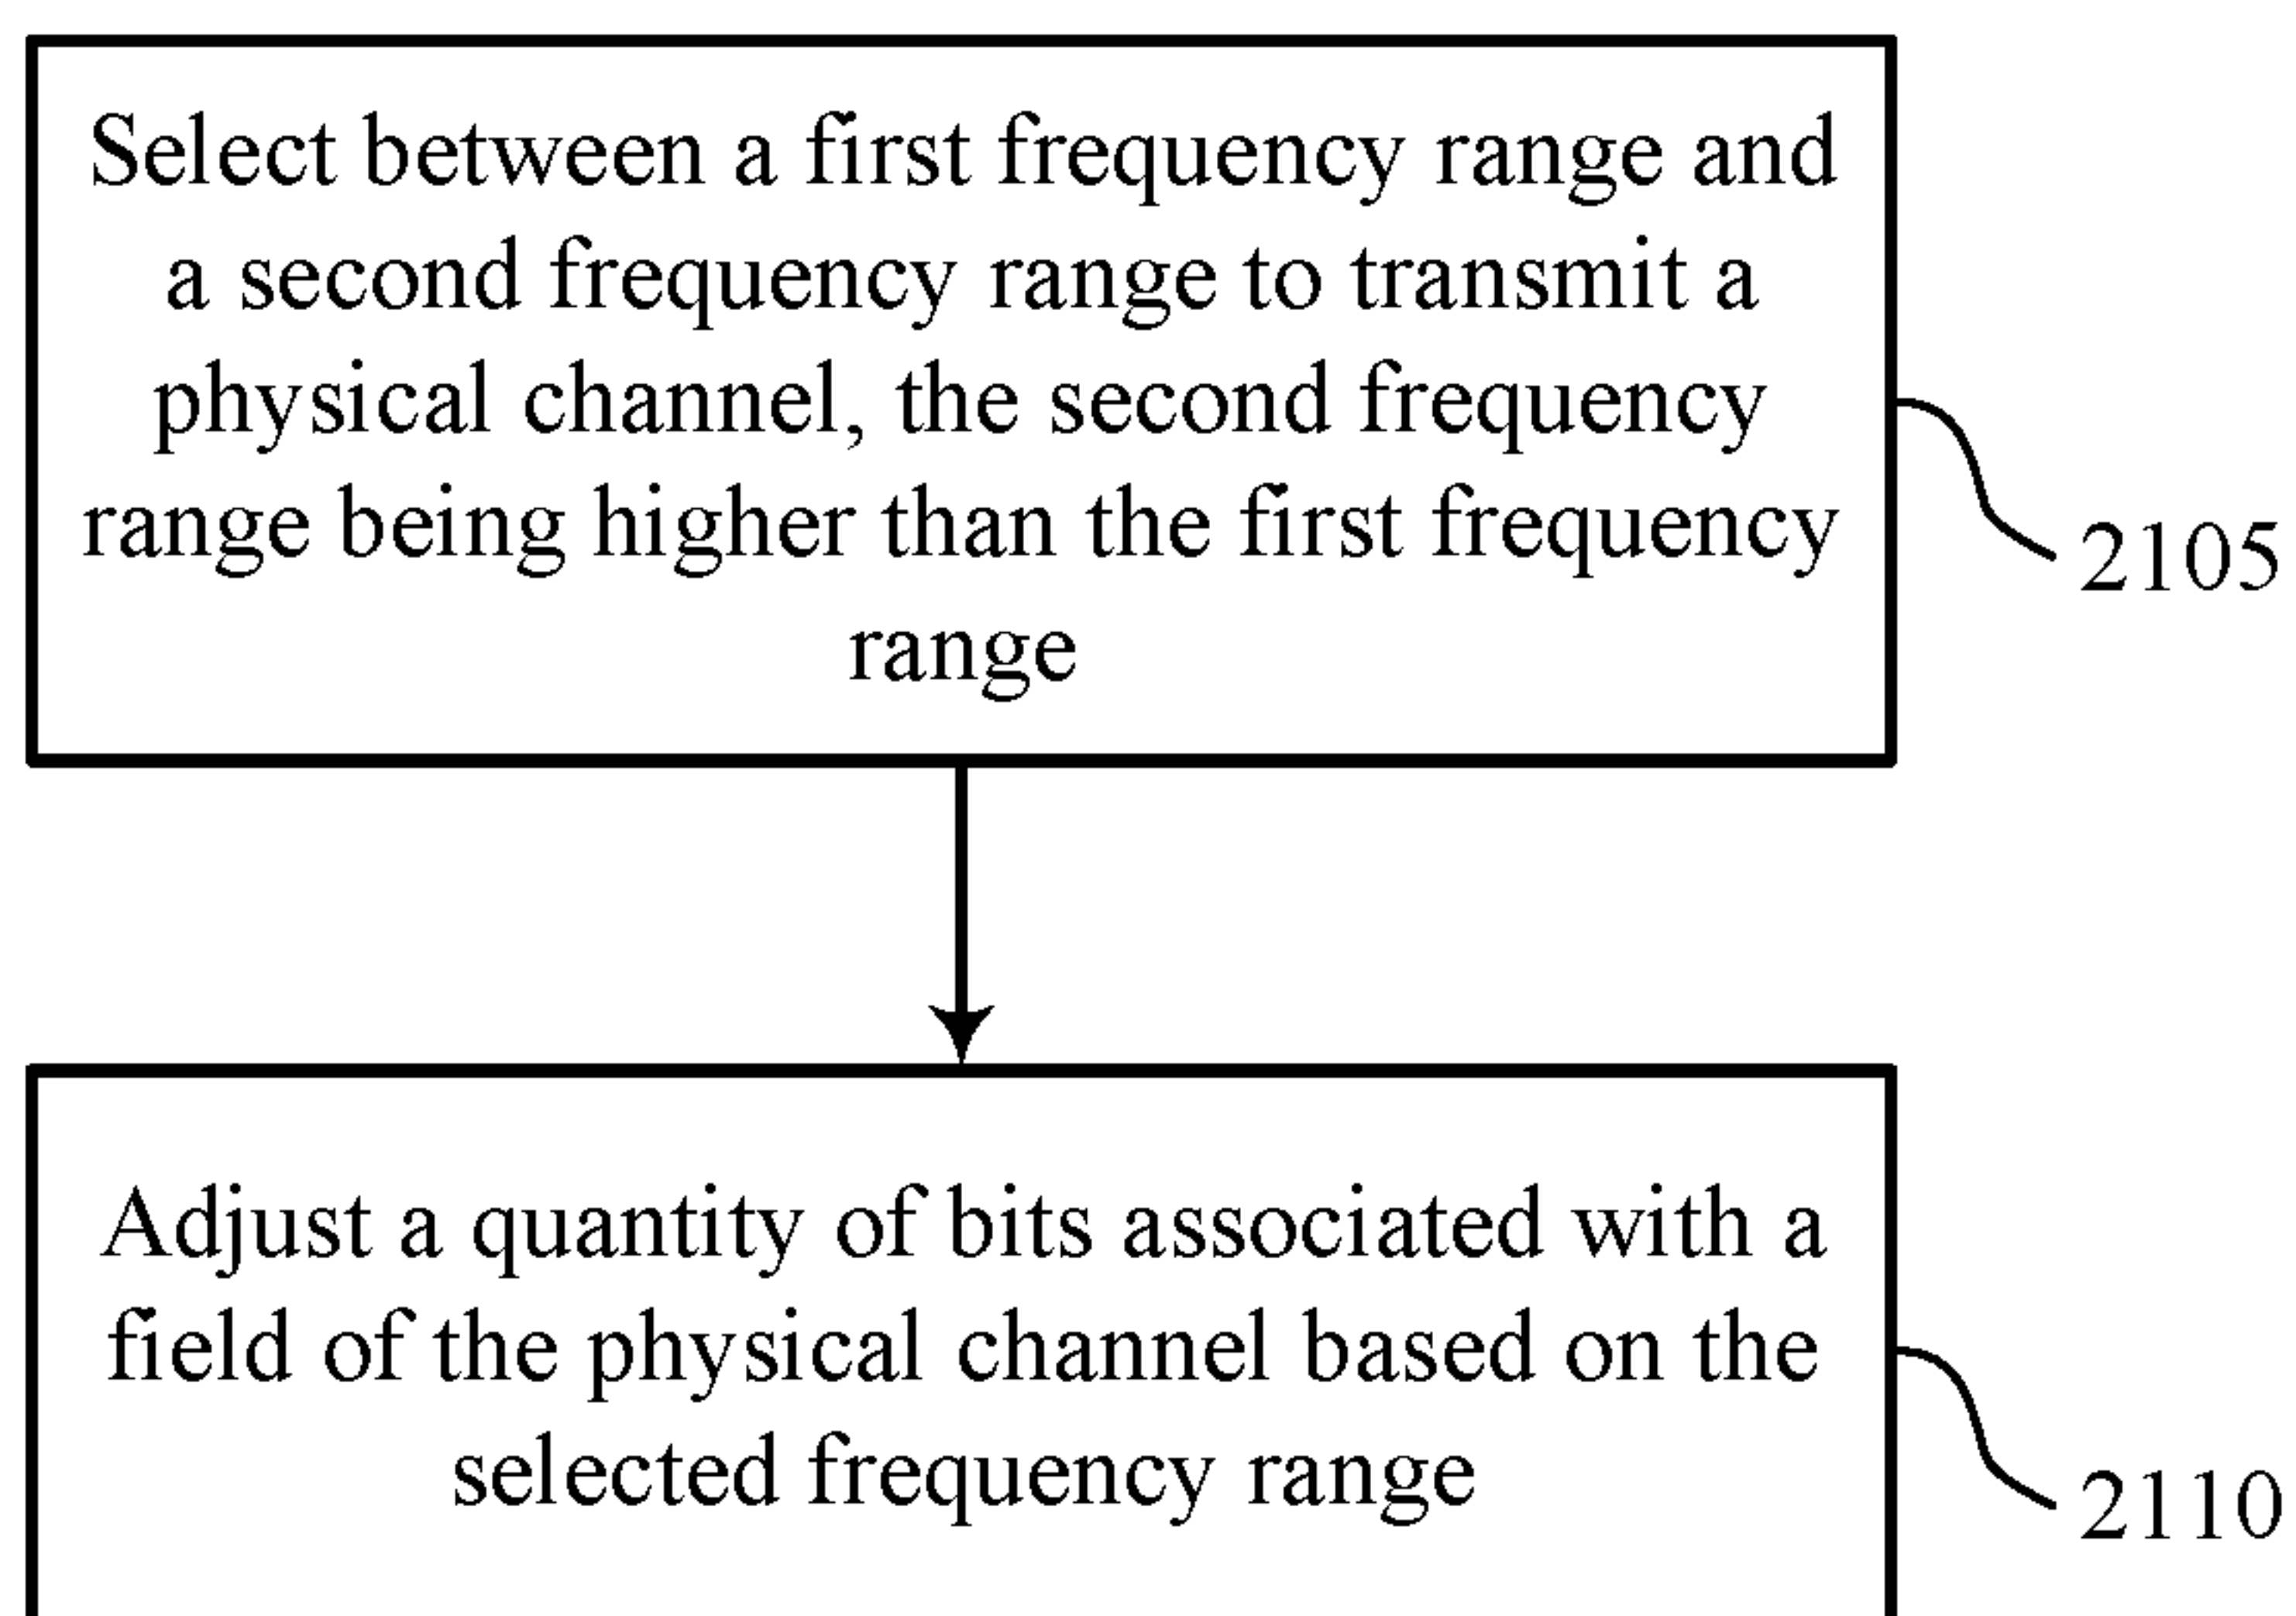 Select between a first frequency range and
a second frequency range to transmit a
physical channel, the second frequency
range being higher than the first frequency
range
2105
Adjust a quantity of bits associated with a
field of the physical channel based on the
selected frequency range
2110